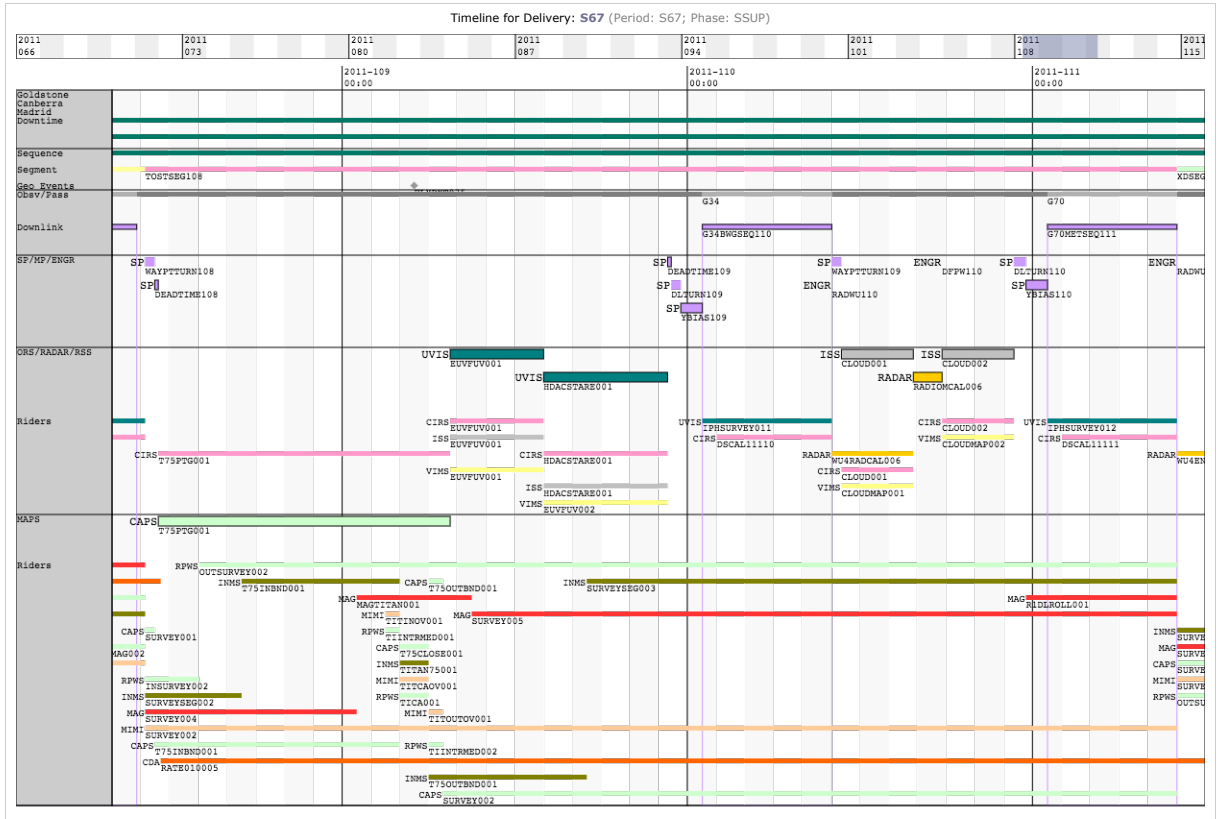 Timeline for Delivery: S67 (Period: S67; Phase: SSUP)
2011 2011 2011 2011 2011 2011 2011 2011
066 073 080 087 094 101 108 115
2011-109 2011-110 2011-111
00:00 00:00 00:00
Goldstone
Canberra
Madrid
Downtime
Sequence
Segment
TOSTSEG108 XDSEG
Geo Events
Obsv/Pass
G34 G70
Downlink
G34BWGSEQ110 G70METSEQ111
SP/MP/ENGR SP SP SP ENGR SP ENGR
WAYPTTURN108 DEADTIME109 WAYPTTURN109 DFPW110 DLTURN110 RADWU
SP SP ENGR SP
DEADTIME108 DLTURN109 RADWU110 YBIAS110
SP
YBIAS109
ORS/RADAR/RSS UVIS ISS ISS
EUVFUV001 CLOUD001 CLOUD002
UVIS RADAR
HDACSTARE001 RADIOMCAL006
Riders CIRS UVIS CIRS UVIS
EUVFUV001 IPHSURVEY011 CLOUD002 IPHSURVEY012
ISS CIRS VIMS CIRS
EUVFUV001 DSCAL11110 CLOUDMAP002 DSCAL11111
CIRS CIRS RADAR RADAR
T75PTG001 HDACSTARE001 WU4RADCAL006 WU4EN
VIMS CIRS
EUVFUV001 CLOUD001
ISS VIMS
HDACSTARE001 CLOUDMAP001
VIMS
EUVFUV002
MAPS CAPS
T75PTG001
Riders RPWS
OUTSURVEY002
INMS CAPS INMS
T75INBND001 T75OUTBND001 SURVEYSEG003
MAG MAG
MAGTITAN001 R1DLROLL001
MIMI MAG
TITINOV001 SURVEY005
CAPS RPWS INMS
SURVEY001 TIINTRMED001 SURVE
CAPS MAG
MAG002 T75CLOSE001 SURVE
INMS CAPS
TITAN75001 SURVE
RPWS MIMI MIMI
INSURVEY002 TITCAOV001 SURVE
INMS RPWS RPWS
SURVEYSEG002 TICA001 OUTSU
MAG MIMI
SURVEY004 TITOUTOV001
MIMI
SURVEY002
CAPS RPWS
T75INBND001 TIINTRMED002
CDA
RATE010005
INMS
T75OUTBND001
CAPS
SURVEY002